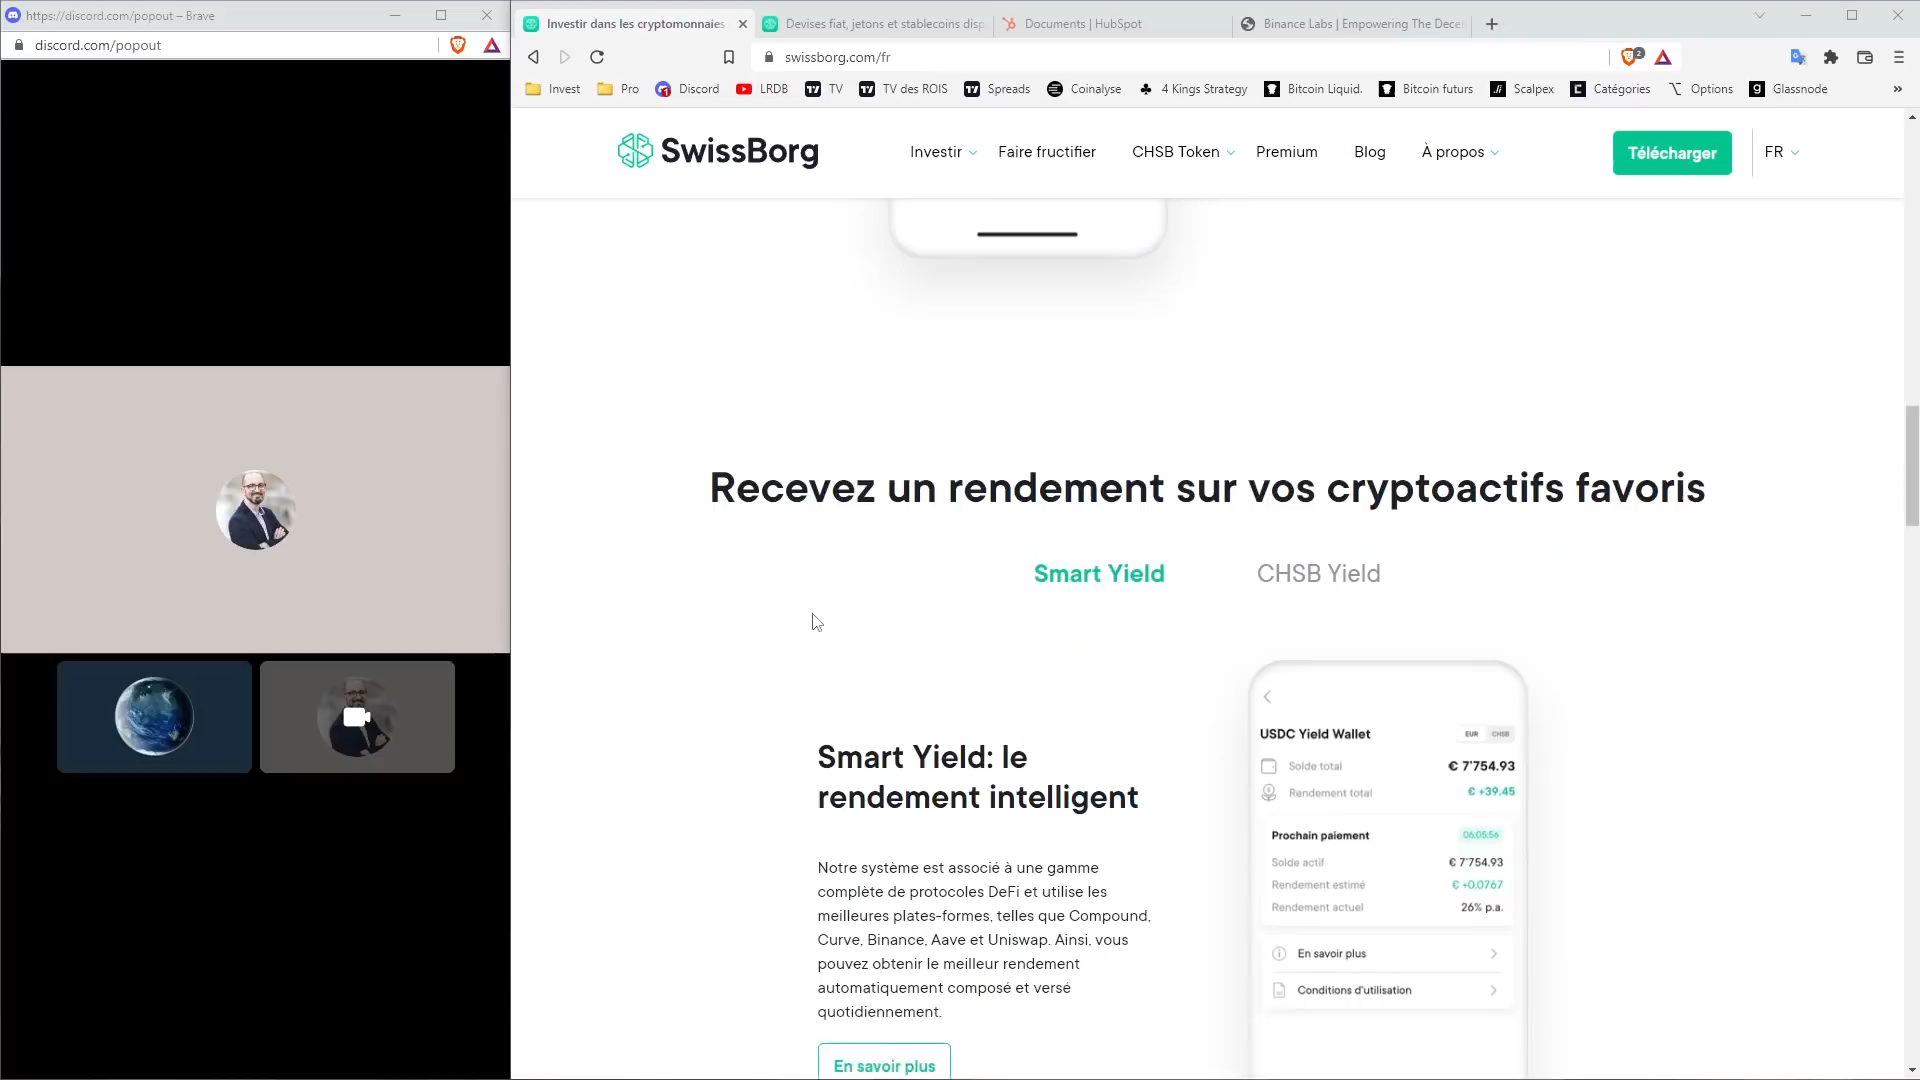 https://discord.com/popout – Brave
discord.com/popout
Investir dans les cryptomonnaies
Devises fiat, jetons et stablecoins disp
Documents | HubSpot
Binance Labs | Empowering The Dece
swissborg.com/fr
2
Invest
Pro
Discord
LRDB
TV
TV des ROIS
Spreads
Coinalyse
4 Kings Strategy
Bitcoin Liquid.
Bitcoin futurs
Scalpex
Catégories
Options
Glassnode
SwissBorg
Investir
Faire fructifier
CHSB Token
Premium
Blog
À propos
Télécharger
FR
Recevez un rendement sur vos cryptoactifs favoris
Smart Yield
CHSB Yield
Smart Yield: le
rendement intelligent
Notre système est associé à une gamme
complète de protocoles DeFi et utilise les
meilleures plates-formes, telles que Compound,
Curve, Binance, Aave et Uniswap. Ainsi, vous
pouvez obtenir le meilleur rendement
automatiquement composé et versé
quotidiennement.
En savoir plus
USDC Yield Wallet
EUR
CHSB
Solde total
€ 7'754.93
Rendement total
€ +39.45
Prochain paiement
06:05:56
Solde actif
€ 7'754.93
Rendement estimé
€ +0.0767
Rendement actuel
26% p.a.
En savoir plus
Conditions d'utilisation